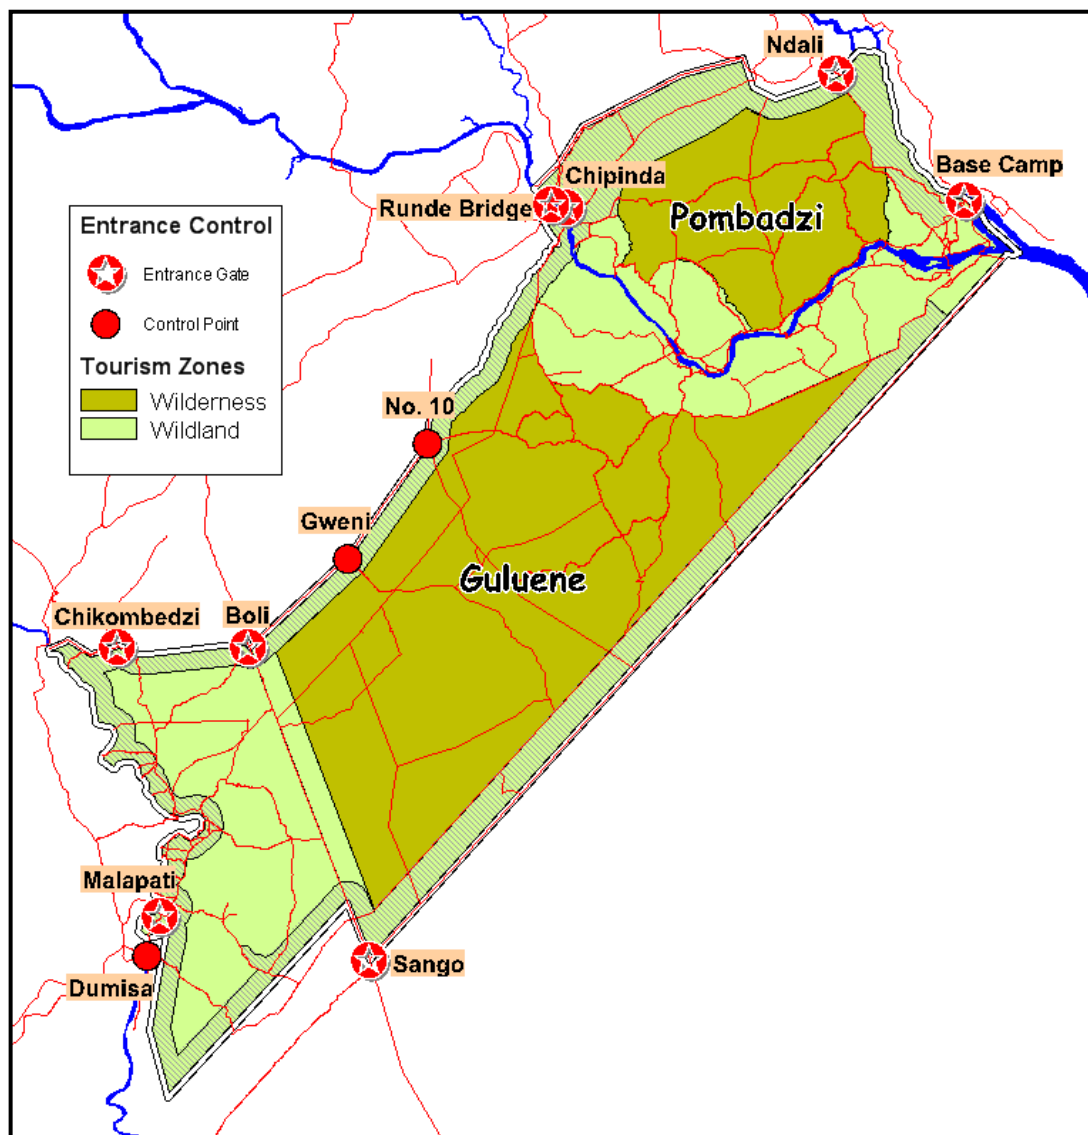 Ndali
Chipinda
Base Camp
Runde Bridge
Pombadzi
Entrance Control
Entrance Gate
Control Point
Tourism Zones
Wilderness
Wildland
No. 10
Gweni
Guluene
Chikombedzi
Boli
Malapati
Sango
Dumisa